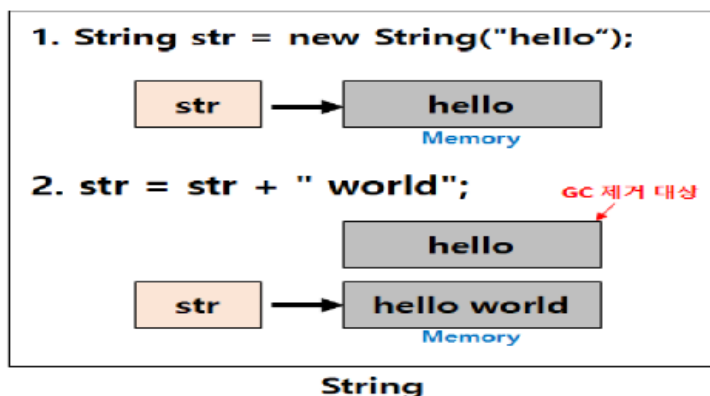 1. String str = new String("hello“);
str hello
Memory
2. str = str + " world";
GC 제거 대상
hello
str hello world
Memory
String